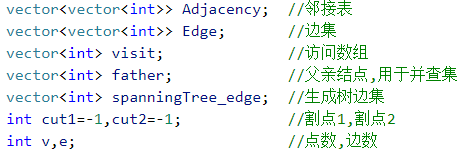 vector<vector<int>> Adjacency;  //邻接表
vector<vector<int>> Edge;       //边集
vector<int> visit;              //访问数组
vector<int> father;             //父亲结点,用于并查集
vector<int> spanningTree_edge;  //生成树边集
int cut1=-1,cut2=-1;            //割点1,割点2
int v,e;                        //点数,边数